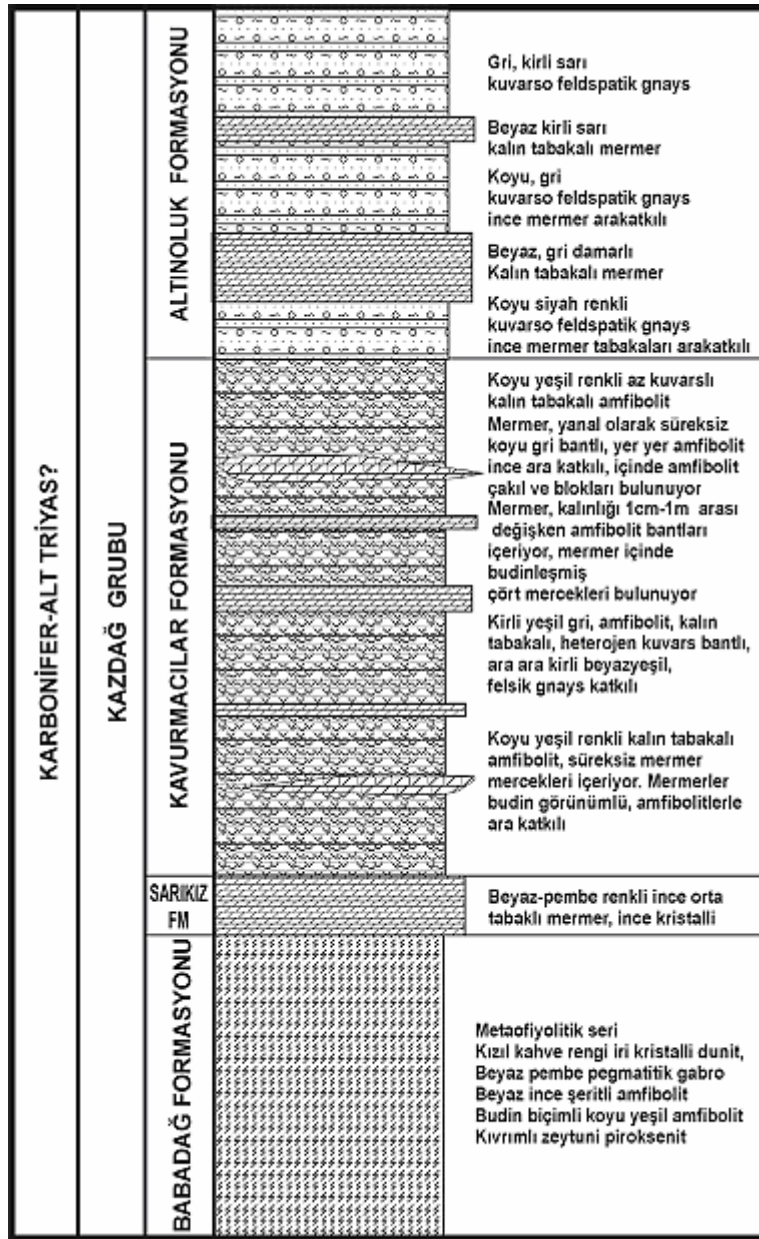 KARBONİFER-ALT TRİYAS?
KAZDAĞ GRUBU
ALTINOLUK FORMASYONU
Gri, kirli sarı
kuvarso feldspatik gnays
Beyaz kirli sarı
kalın tabakalı mermer
Koyu, gri
kuvarso feldspatik gnays
ince mermer arakatkılı
Beyaz, gri damarlı
Kalın tabakalı mermer
Koyu siyah renkli
kuvarso feldspatik gnays
ince mermer tabakaları arakatkılı
KAVURMACILAR FORMASYONU
Koyu yeşil renkli az kuvarslı
kalın tabakalı amfibolit
Mermer, yanal olarak süreksiz
koyu gri bantlı, yer yer amfibolit
ince ara katkılı, içinde amfibolit
çakıl ve blokları bulunuyor
Mermer, kalınlığı 1cm-1m arası
değişken amfibolit bantları
içeriyor, mermer içinde
budinleşmiş
çört mercekleri bulunuyor
Kirli yeşil gri, amfibolit, kalın
tabakalı, heterojen kuvars bantlı,
ara ara kirli beyazyeşil,
felsik gnays katkılı
Koyu yeşil renkli kalın tabakalı
amfibolit, süreksiz mermer
mercekleri içeriyor. Mermerler
budin görünümlü, amfibolitlerle
ara katkılı
SARIKIZ
FM
Beyaz-pembe renkli ince orta
tabaklı mermer, ince kristalli
BABADAĞ FORMASYONU
Metaofiyolitik seri
Kızıl kahve rengi iri kristalli dunit,
Beyaz pembe pegmatitik gabro
Beyaz ince şeritli amfibolit
Budin biçimli koyu yeşil amfibolit
Kıvrımlı zeytuni piroksenit